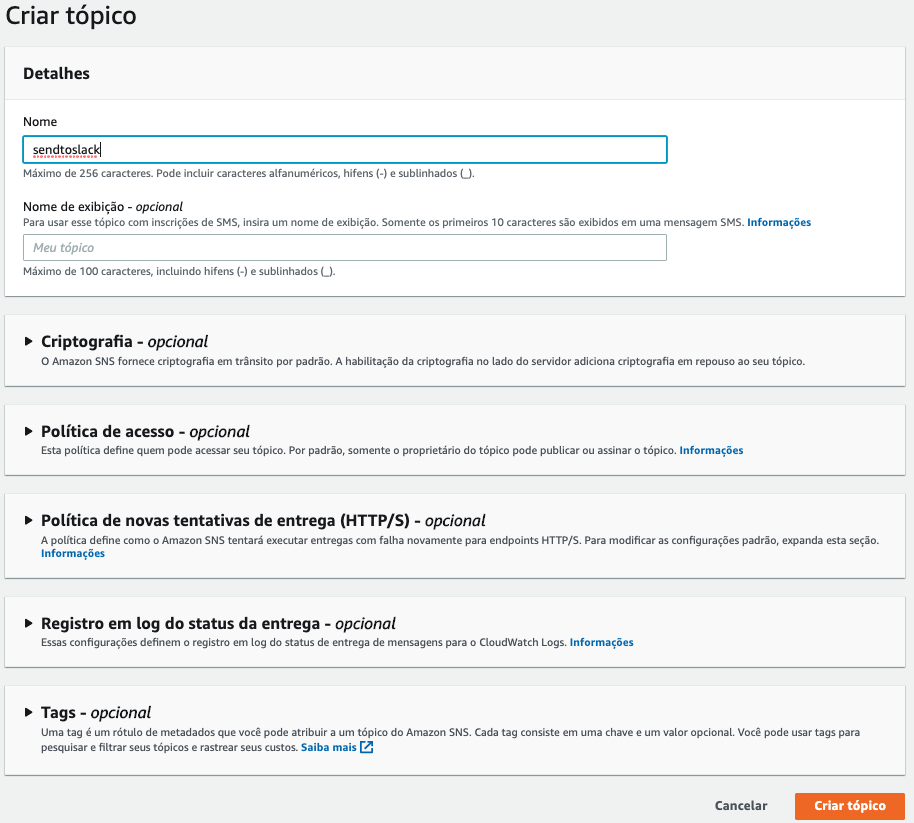 Criar tópico
Detalhes
Nome
sendtoslack
Máximo de 256 caracteres. Pode incluir caracteres alfanuméricos, hifens (-) e sublinhados (_).
Nome de exibição - opcional
Para usar esse tópico com inscrições de SMS, insira um nome de exibição. Somente os primeiros 10 caracteres são exibidos em uma mensagem SMS. Informações
Meu tópico
Máximo de 100 caracteres, incluindo hifens (-) e sublinhados (_).
Criptografia - opcional
O Amazon SNS fornece criptografia em trânsito por padrão. A habilitação da criptografia no lado do servidor adiciona criptografia em repouso ao seu tópico.
Política de acesso - opcional
Esta política define quem pode acessar seu tópico. Por padrão, somente o proprietário do tópico pode publicar ou assinar o tópico. Informações
Política de novas tentativas de entrega (HTTP/S) - opcional
A política define como o Amazon SNS tentará executar entregas com falha novamente para endpoints HTTP/S. Para modificar as configurações padrão, expanda esta seção.
Informações
Registro em log do status da entrega - opcional
Essas configurações definem o registro em log do status de entrega de mensagens para o CloudWatch Logs. Informações
Tags - opcional
Uma tag é um rótulo de metadados que você pode atribuir a um tópico do Amazon SNS. Cada tag consiste em uma chave e um valor opcional. Você pode usar tags para
pesquisar e filtrar seus tópicos e rastrear seus custos. Saiba mais
Cancelar
Criar tópico